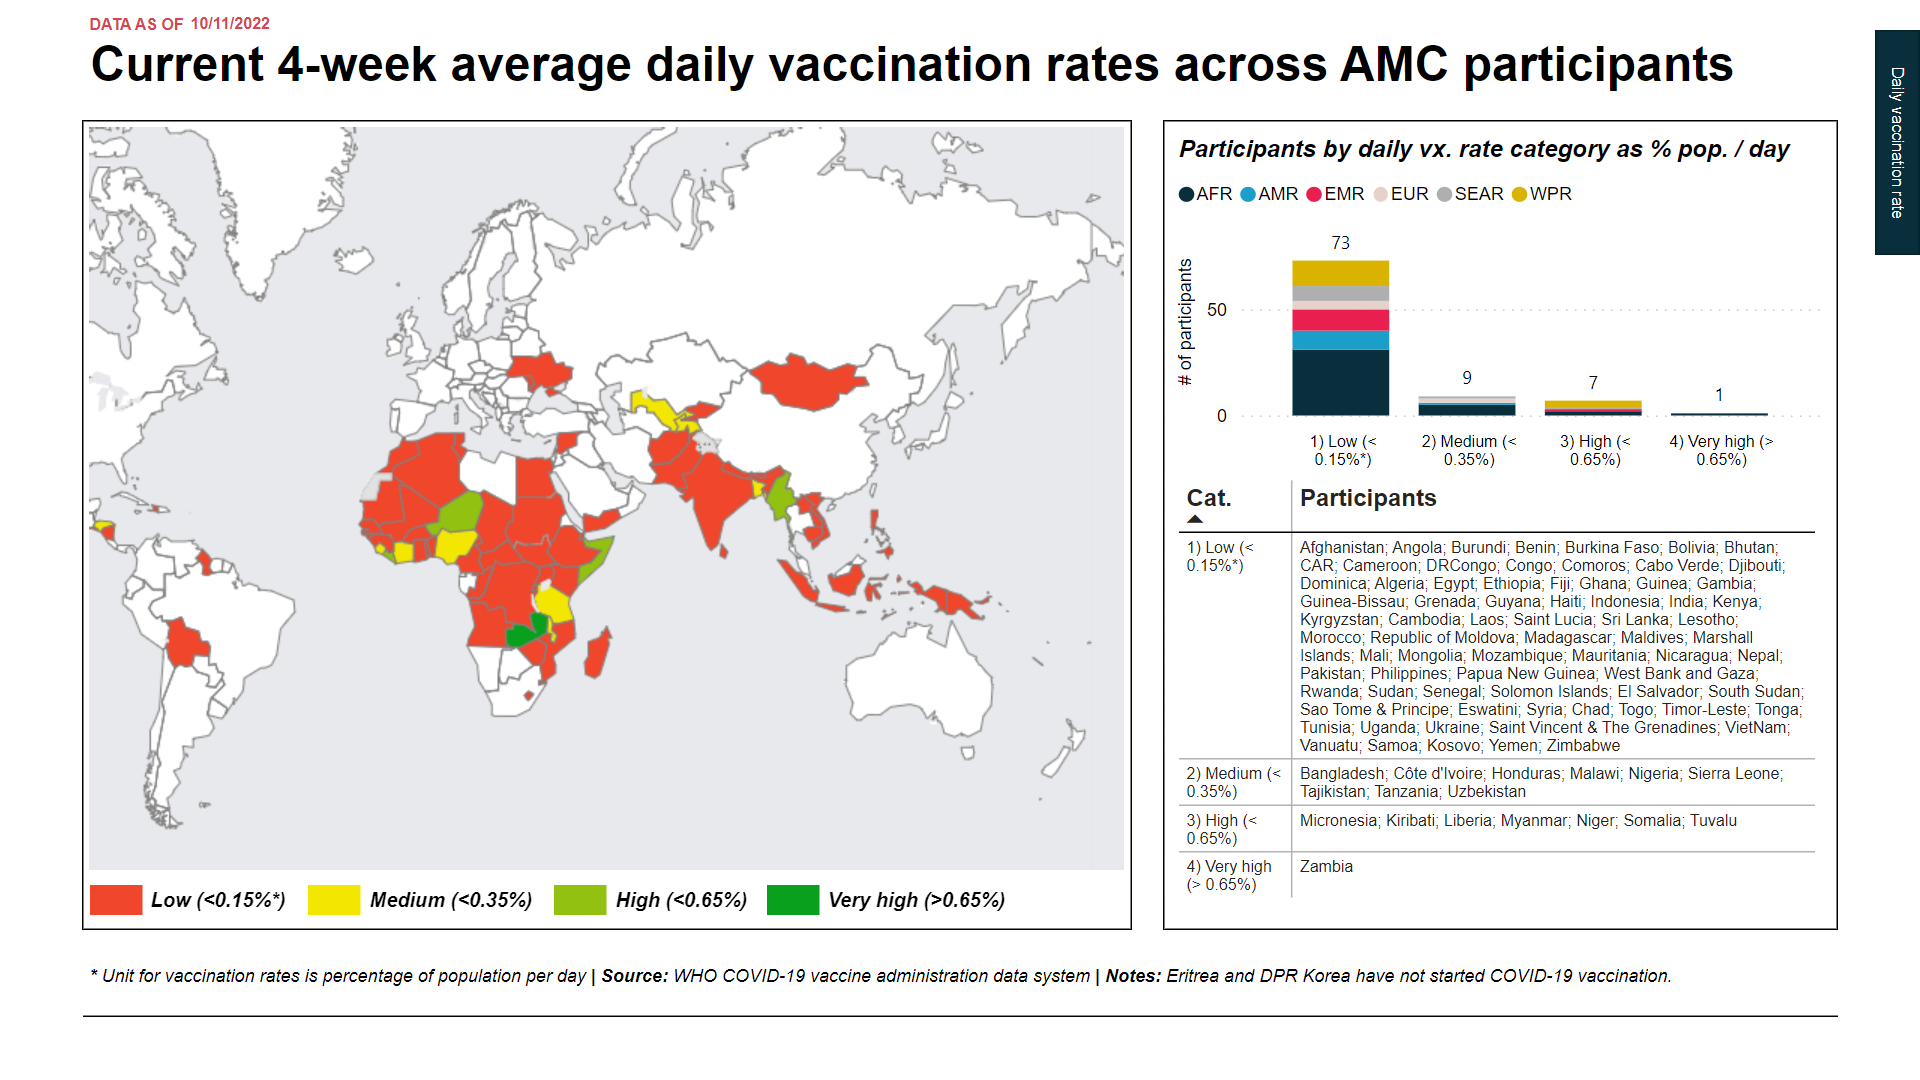 DATA AS OF 10/11/2022
Current 4-week average daily vaccination rates across AMC participants
Daily vaccination rate
Low (<0.15%*)
Medium (<0.35%)
High (<0.65%)
Very high (>0.65%)
Participants by daily vx. rate category as % pop. / day
AFR AMR EMR EUR SEAR WPR
# of participants
50
0
73
9
7
1
1) Low (<
0.15%*)
2) Medium (<
0.35%)
3) High (<
0.65%)
4) Very high (>
0.65%)
Cat. Participants
1) Low (<
0.15%*)
Afghanistan; Angola; Burundi; Benin; Burkina Faso; Bolivia; Bhutan;
CAR; Cameroon; DRCongo; Congo; Comoros; Cabo Verde; Djibouti;
Dominica; Algeria; Egypt; Ethiopia; Fiji; Ghana; Guinea; Gambia;
Guinea-Bissau; Grenada; Guyana; Haiti; Indonesia; India; Kenya;
Kyrgyzstan; Cambodia; Laos; Saint Lucia; Sri Lanka; Lesotho;
Morocco; Republic of Moldova; Madagascar; Maldives; Marshall
Islands; Mali; Mongolia; Mozambique; Mauritania; Nicaragua; Nepal;
Pakistan; Philippines; Papua New Guinea; West Bank and Gaza;
Rwanda; Sudan; Senegal; Solomon Islands; El Salvador; South Sudan;
Sao Tome & Principe; Eswatini; Syria; Chad; Togo; Timor-Leste; Tonga;
Tunisia; Uganda; Ukraine; Saint Vincent & The Grenadines; VietNam;
Vanuatu; Samoa; Kosovo; Yemen; Zimbabwe
2) Medium (<
0.35%)
Bangladesh; Côte d'Ivoire; Honduras; Malawi; Nigeria; Sierra Leone;
Tajikistan; Tanzania; Uzbekistan
3) High (<
0.65%)
Micronesia; Kiribati; Liberia; Myanmar; Niger; Somalia; Tuvalu
4) Very high
(> 0.65%)
Zambia
* Unit for vaccination rates is percentage of population per day | Source: WHO COVID-19 vaccine administration data system | Notes: Eritrea and DPR Korea have not started COVID-19 vaccination.